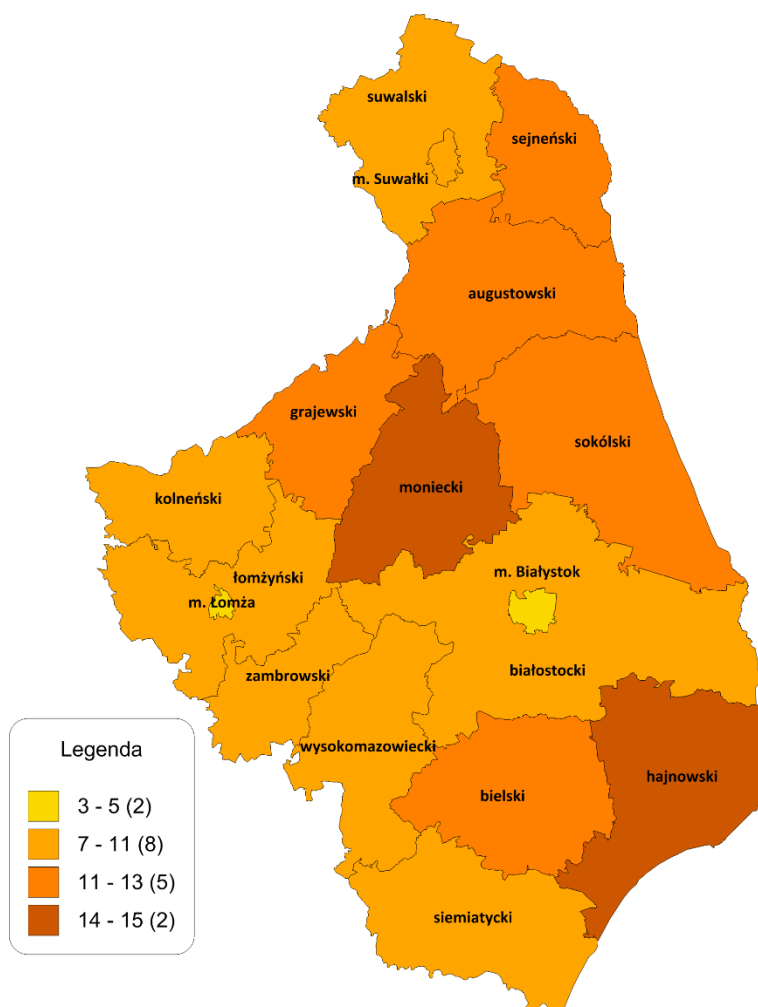 suwalski
sejneński
m. Suwałki
augustowski
grajewski
sokólski
moniecki
kolneński
m. Białystok
łomżyński
m. Łomża
białostocki
zambrowski
wysokomazowiecki
hajnowski
bielski
siemiatycki
Legenda
3 - 5 (2)
7 - 11 (8)
11 - 13 (5)
14 - 15 (2)